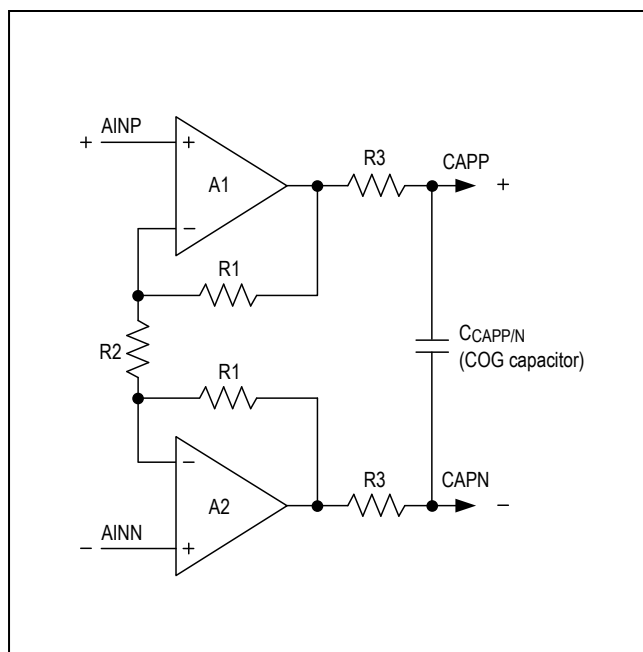 AINP
+
+
A1
−
R3
CAPP
+
R1
R2
CCAPP/N
(COG capacitor)
R1
−
A2
R3
CAPN
−
AINN
−
+